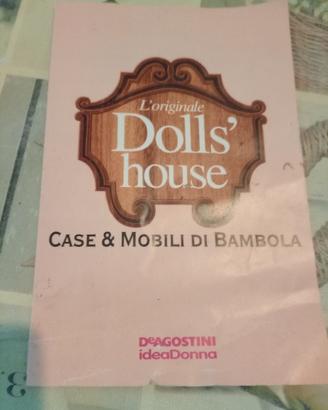 L'originale
Dolls'
house
CASE & MOBILI DI BAMBOLA
DeAGOSTINI
ideaDonna